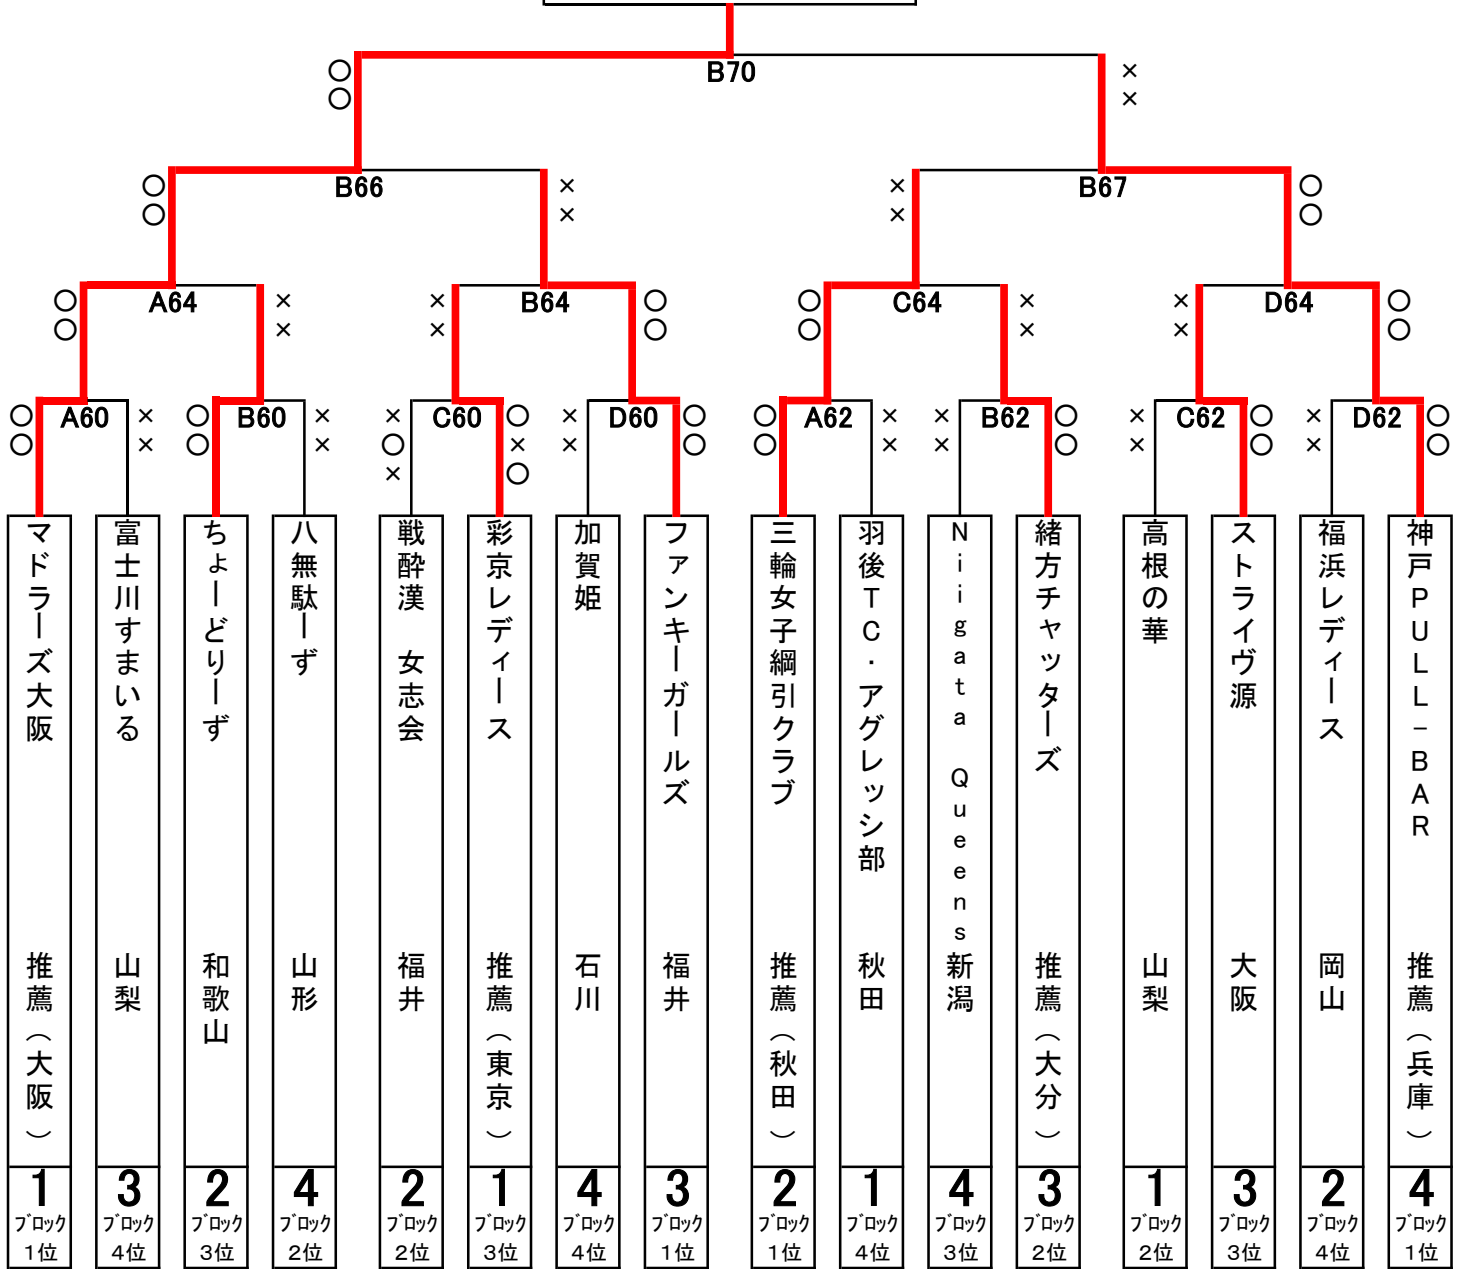 B70
○ ×
○ ×
B66
B67
○ × × ○
○ × × ○
A64
B64
C64
D64
○ × × ○ ○ × × ○
○ × × ○ ○ × × ○
A60
B60
C60
D60
A62
B62
C62
D62
○ × ○ × × ○ × ○ ○ × × ○ × ○ × ○
○ × ○ × ○ × × ○ ○ × × ○ × ○ × ○
× ○
マドラーズ大阪 推薦(大阪)
1
ブロック
1位
富士川すまいる 山梨
3
ブロック
4位
ちょーどりーず 和歌山
2
ブロック
3位
八無駄ーず 山形
4
ブロック
2位
戦酔漢 女志会 福井
2
ブロック
2位
彩京レディース 推薦(東京)
1
ブロック
3位
加賀姫 石川
4
ブロック
4位
ファンキーガールズ 福井
3
ブロック
1位
三輪女子綱引クラブ 推薦(秋田)
2
ブロック
1位
羽後TC・アグレッシ部 秋田
1
ブロック
4位
Niigata Queens 新潟
4
ブロック
3位
緒方チャッターズ 推薦(大分)
3
ブロック
2位
高根の華 山梨
1
ブロック
2位
ストライヴ源 大阪
3
ブロック
3位
福浜レディース 岡山
2
ブロック
4位
神戸PULL-BAR 推薦(兵庫)
4
ブロック
1位